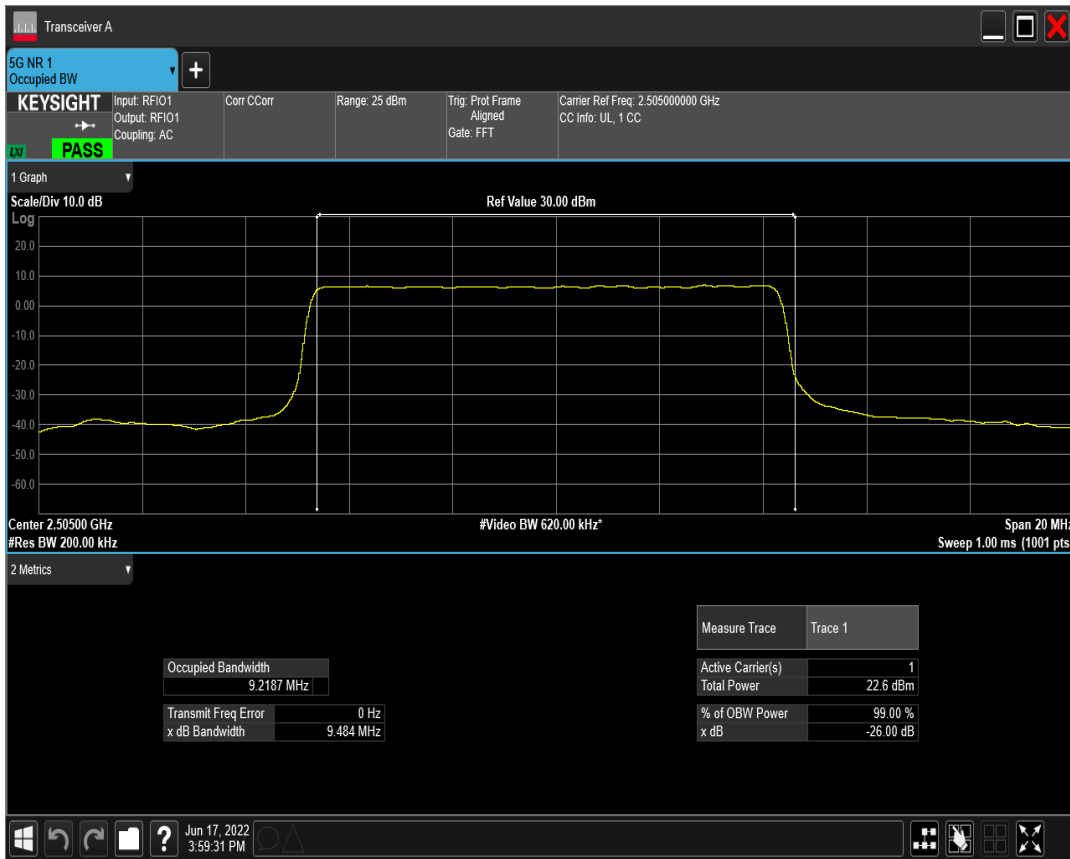 Transceiver A
5G NR 1
Occupied BW
KEYSIGHT
LXI
PASS
Input: RFIO1
Output: RFIO1
Coupling: AC
Corr CCorr
Range: 25 dBm
Trig: Prot Frame
Aligned
Gate: FFT
Carrier Ref Freq: 2.505000000 GHz
CC Info: UL, 1 CC
1 Graph
Scale/Div 10.0 dB
Ref Value 30.00 dBm
Log
20.0
10.0
0.00
-10.0
-20.0
-30.0
-40.0
-50.0
-60.0
Center 2.50500 GHz
#Video BW 620.00 kHz*
Span 20 MHz
#Res BW 200.00 kHz
Sweep 1.00 ms (1001 pts
2 Metrics
Measure Trace Trace 1
Occupied Bandwidth
9.2187 MHz
Active Carrier(s) 1
Total Power 22.6 dBm
Transmit Freq Error 0 Hz
x dB Bandwidth 9.484 MHz
% of OBW Power 99.00 %
x dB -26.00 dB
?
Jun 17, 2022
3:59:31 PM